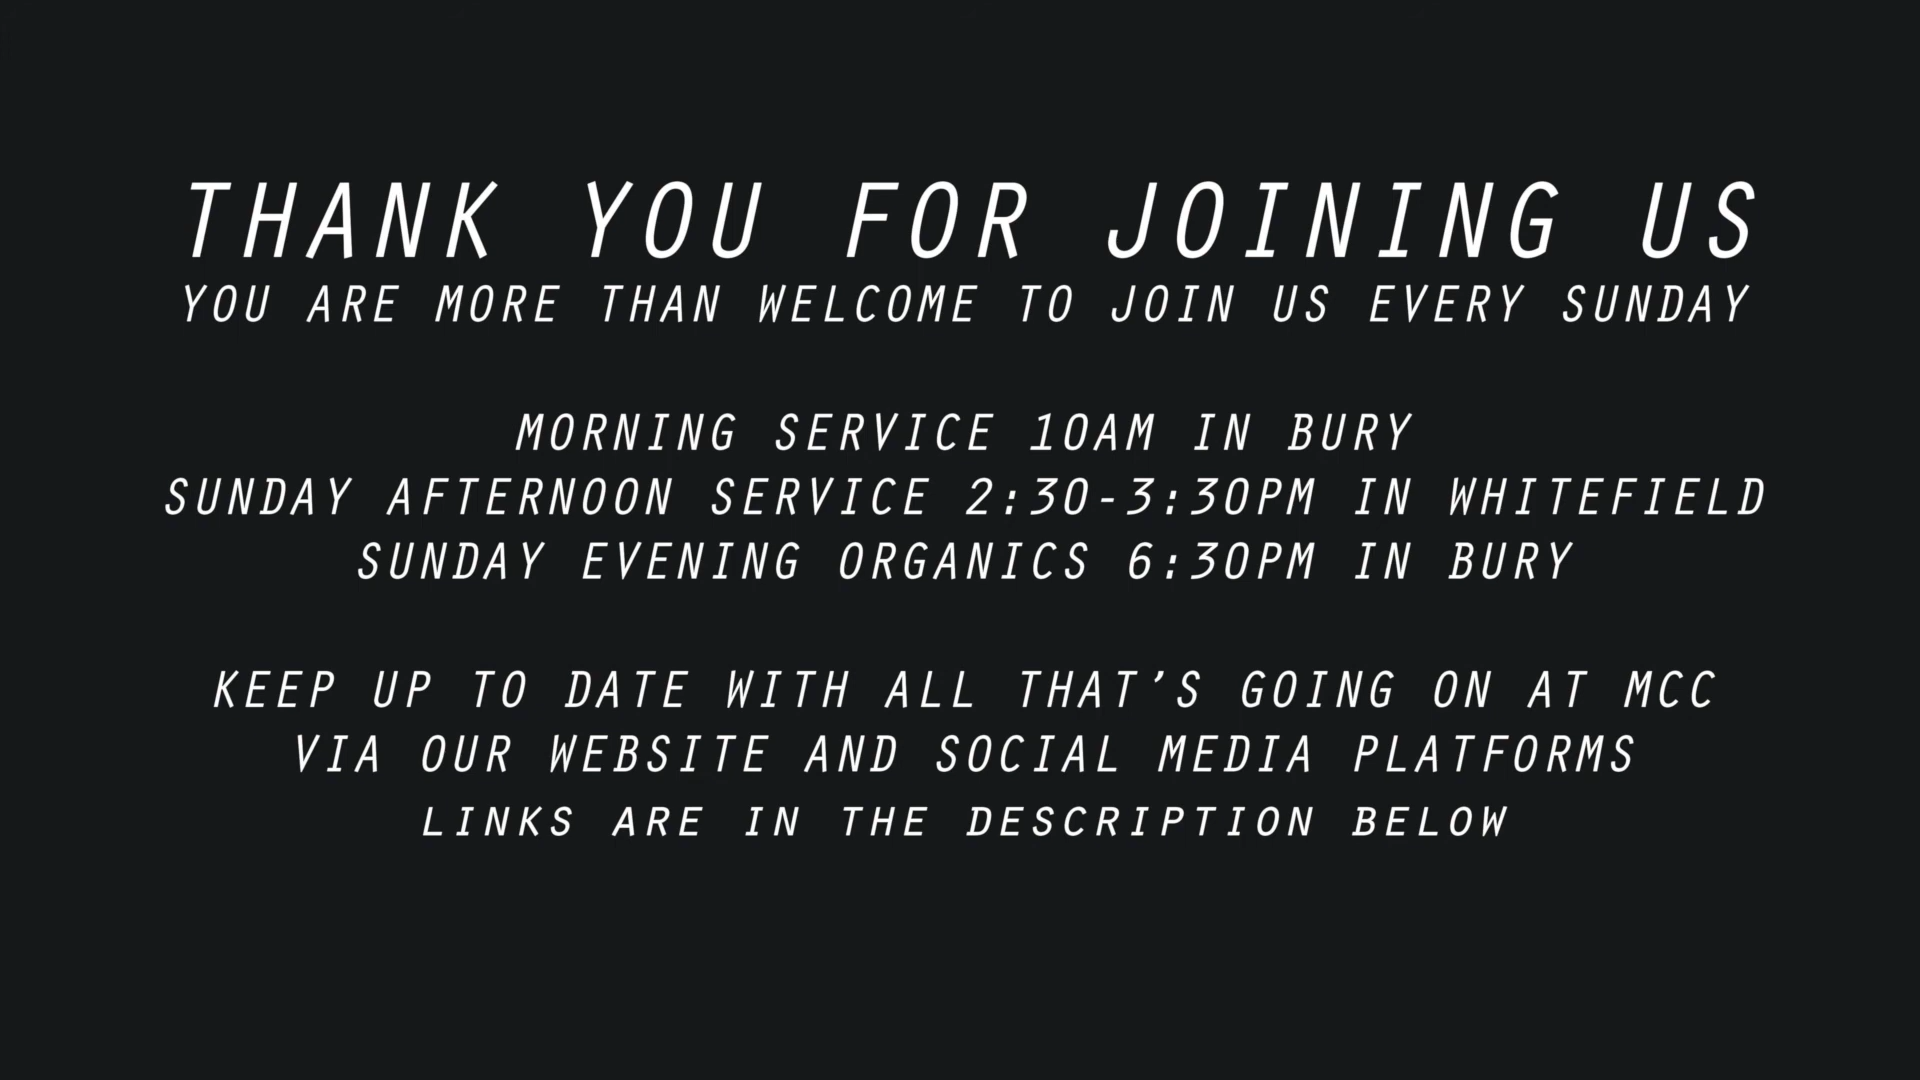 THANK YOU FOR JOINING US
YOU ARE MORE THAN WELCOME TO JOIN US EVERY SUNDAY
MORNING SERVICE 10AM IN BURY
SUNDAY AFTERNOON SERVICE 2:30-3:30PM IN WHITEFIELD
SUNDAY EVENING ORGANICS 6:30PM IN BURY
KEEP UP TO DATE WITH ALL THAT’S GOING ON AT MCC
VIA OUR WEBSITE AND SOCIAL MEDIA PLATFORMS
LINKS ARE IN THE DESCRIPTION BELOW